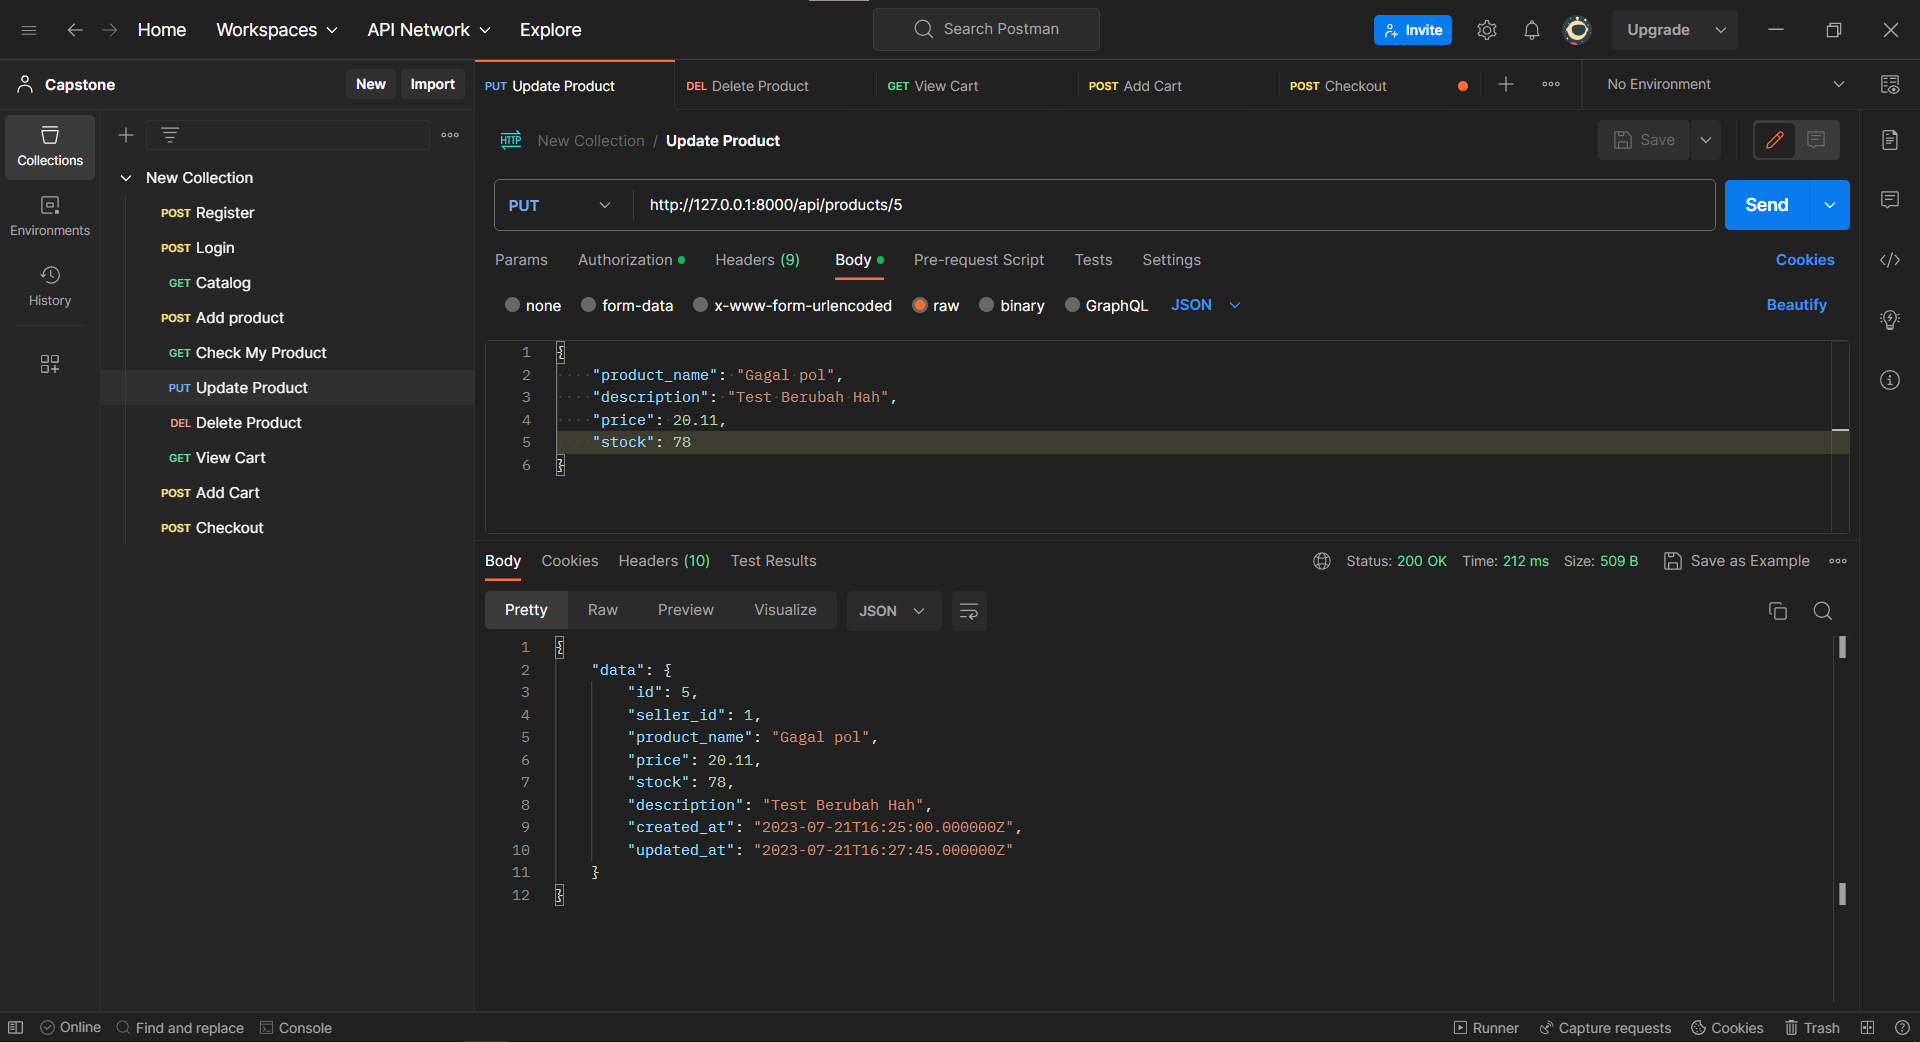 Home Workspaces API Network Explore Search Postman Invite Upgrade
Capstone New Import PUT Update Product DEL Delete Product GET View Cart POST Add Cart POST Checkout No Environment
Collections
Environments
History
New Collection
POST Register
POST Login
GET Catalog
POST Add product
GET Check My Product
PUT Update Product
DEL Delete Product
GET View Cart
POST Add Cart
POST Checkout
HTTP New Collection / Update Product Save
PUT http://127.0.0.1:8000/api/products/5 Send
Params Authorization Headers (9) Body Pre-request Script Tests Settings Cookies
none form-data x-www-form-urlencoded raw binary GraphQL JSON Beautify
1 {
2 "product_name": "Gagal pol",
3 "description": "Test Berubah Hah",
4 "price": 20.11,
5 "stock": 78
6 }
Body Cookies Headers (10) Test Results Status: 200 OK Time: 212 ms Size: 509 B Save as Example
Pretty Raw Preview Visualize JSON
1 {
2 "data": {
3 "id": 5,
4 "seller_id": 1,
5 "product_name": "Gagal pol",
6 "price": 20.11,
7 "stock": 78,
8 "description": "Test Berubah Hah",
9 "created_at": "2023-07-21T16:25:00.000000Z",
10 "updated_at": "2023-07-21T16:27:45.000000Z"
11 }
12 }
Online Find and replace Console Runner Capture requests Cookies Trash